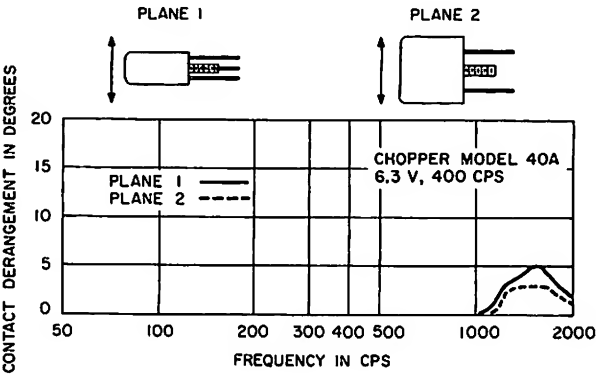 PLANE 1
PLANE 2
CONTACT DERANGEMENT IN DEGREES
20
15
10
5
0
CHOPPER MODEL 40A
6.3 V, 400 CPS
PLANE 1
PLANE 2
50 100 200 300 400 500 1000 2000
FREQUENCY IN CPS